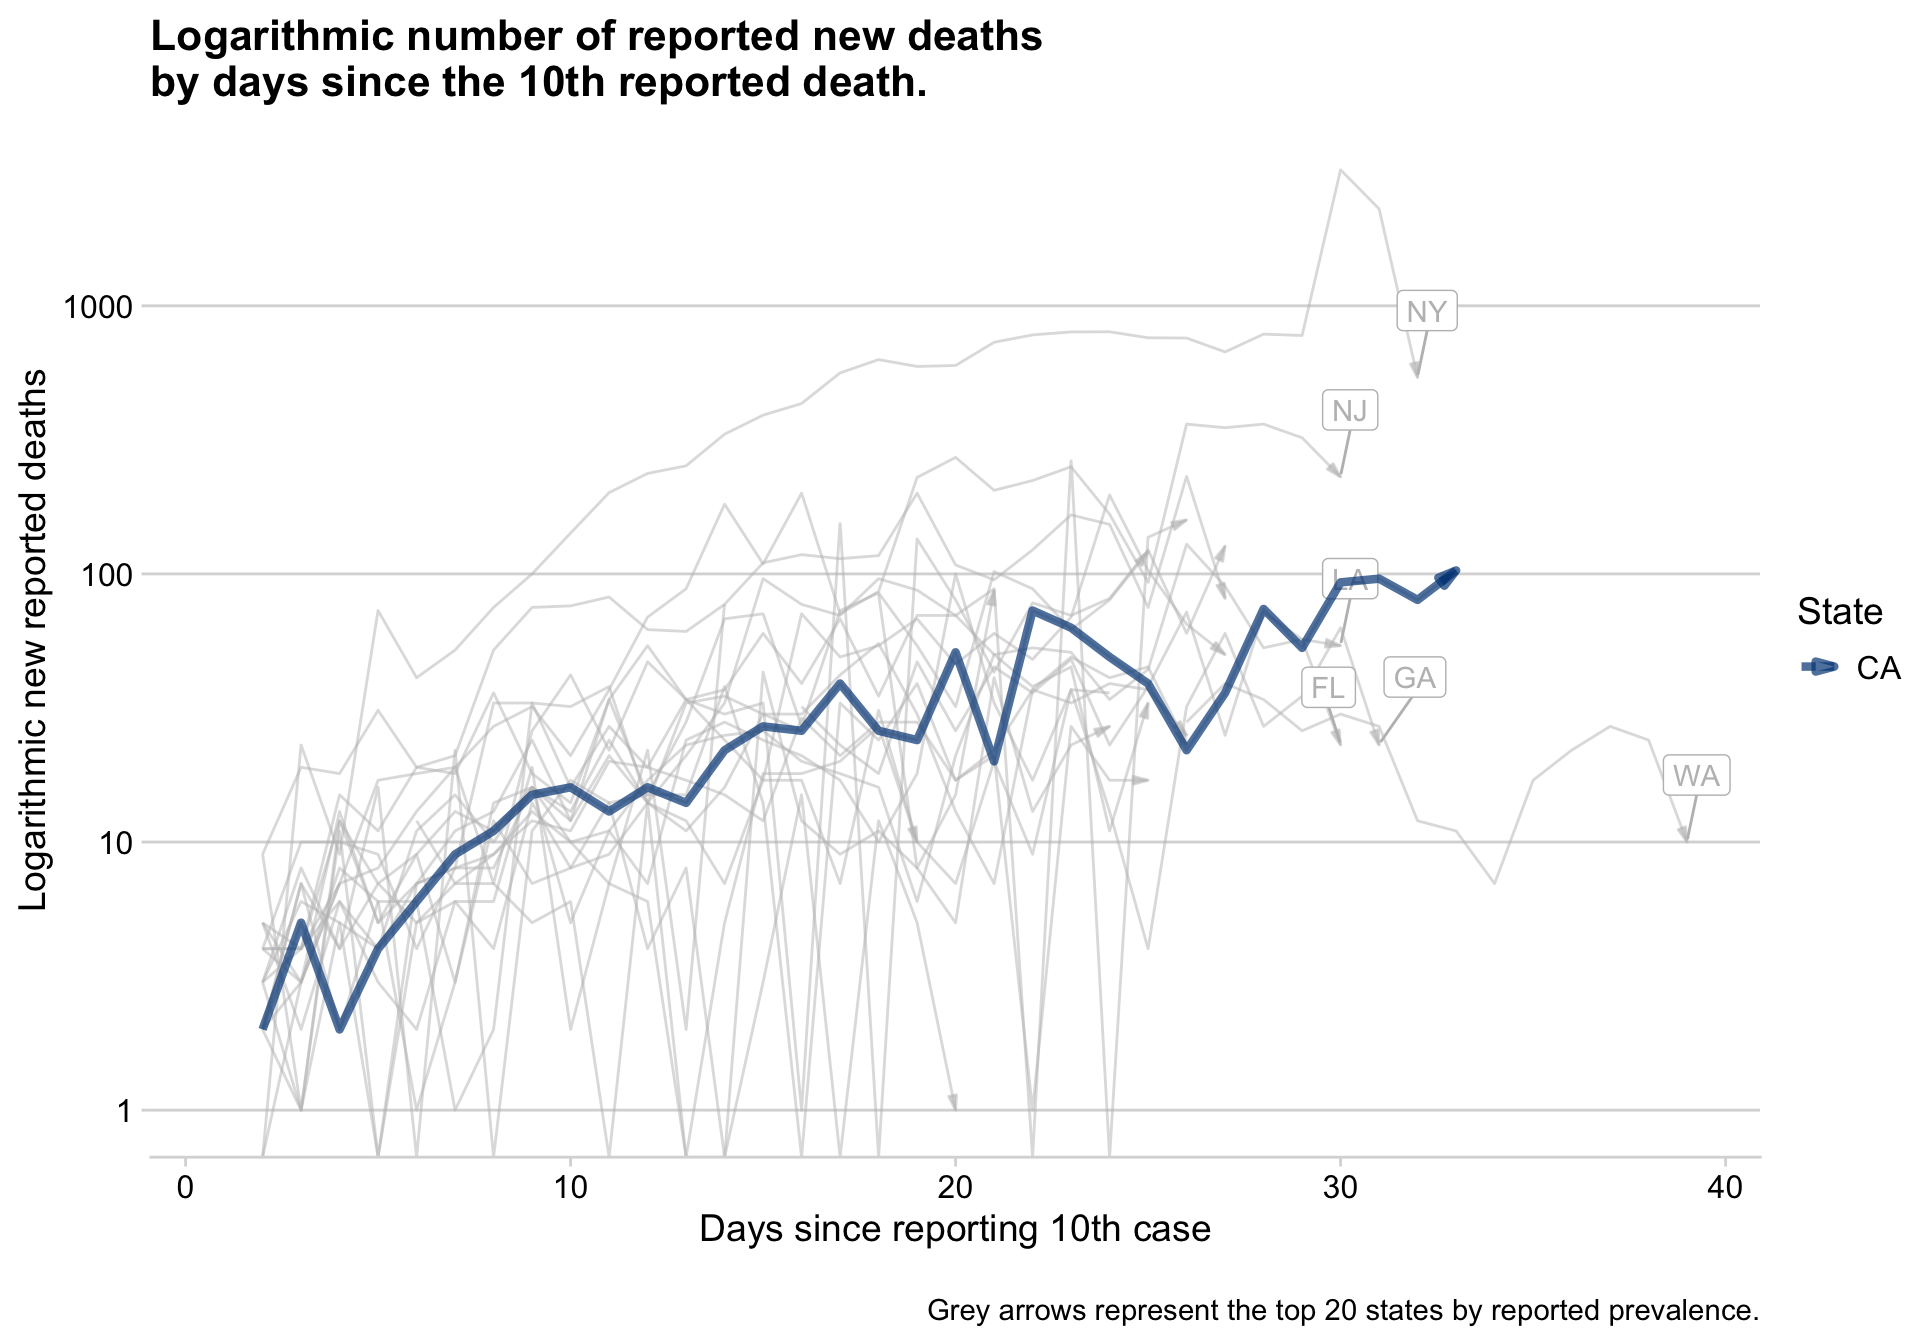 Logarithmic number of reported new deaths
by days since the 10th reported death.
Logarithmic new reported deaths
1000
100
10
1
NY
NJ
LA
FL
GA
WA
State
CA
0
10
20
30
40
Days since reporting 10th case
Grey arrows represent the top 20 states by reported prevalence.